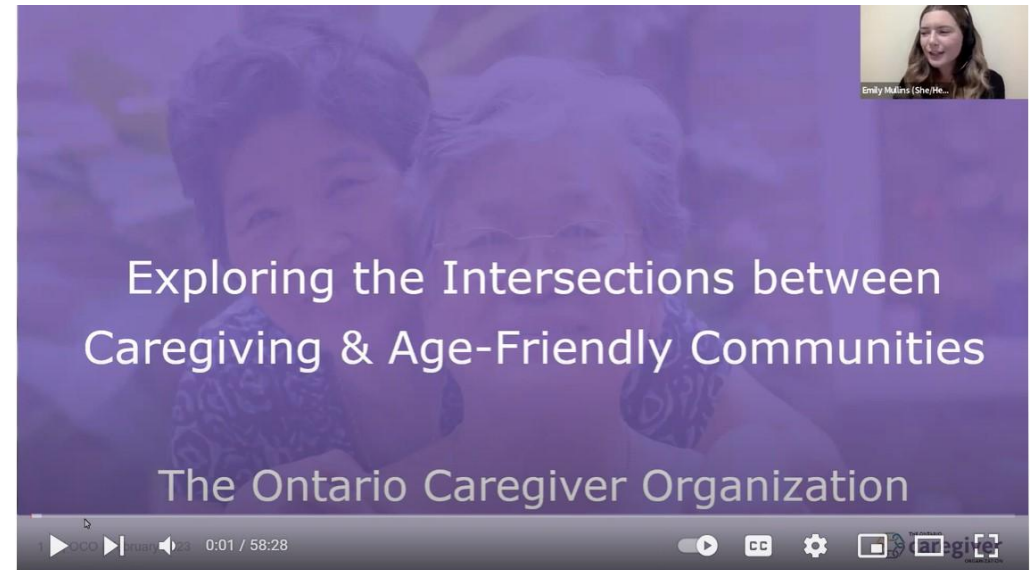 Emily Mullins (She/He...
Exploring the Intersections between
Caregiving & Age-Friendly Communities
The Ontario Caregiver Organization
0:01 / 58:28
CC
caregiver
ORGANIZATION